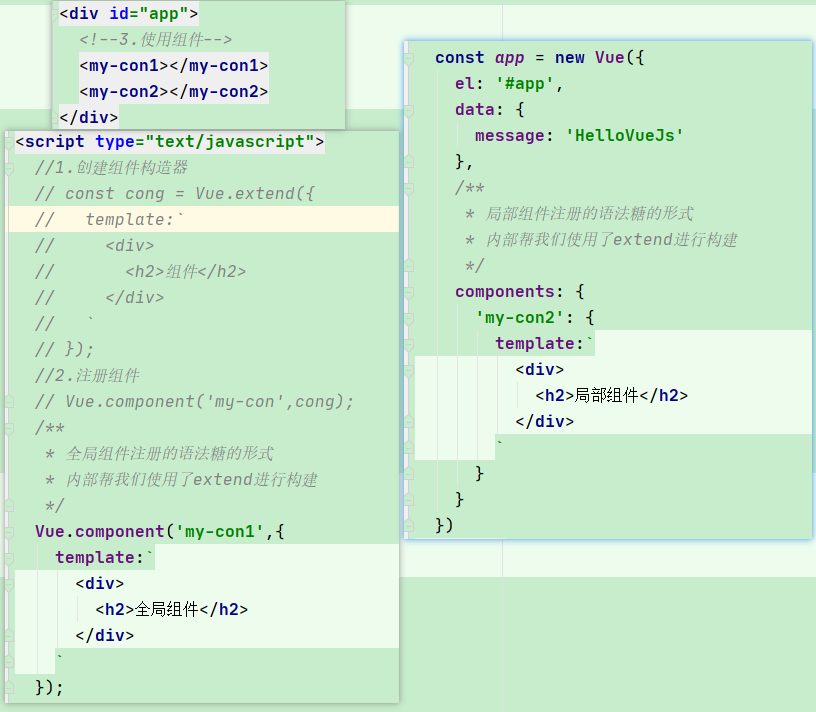 <div id="app">
<!--3.使用组件-->
<my-con1></my-con1>
<my-con2></my-con2>
</div>
<script type="text/javascript">
//1.创建组件构造器
// const cong = Vue.extend({
//   template:`
//     <div>
//       <h2>组件</h2>
//     </div>
//   `
// });
//2.注册组件
// Vue.component('my-con',cong);
/**
 * 全局组件注册的语法糖的形式
 * 内部帮我们使用了extend进行构建
 */
Vue.component('my-con1',{
  template:`
    <div>
      <h2>全局组件</h2>
    </div>
  `
});
const app = new Vue({
  el: '#app',
  data: {
    message: 'HelloVueJs'
  },
  /**
   * 局部组件注册的语法糖的形式
   * 内部帮我们使用了extend进行构建
   */
  components: {
    'my-con2': {
      template:`
        <div>
          <h2>局部组件</h2>
        </div>
      `
    }
  }
})